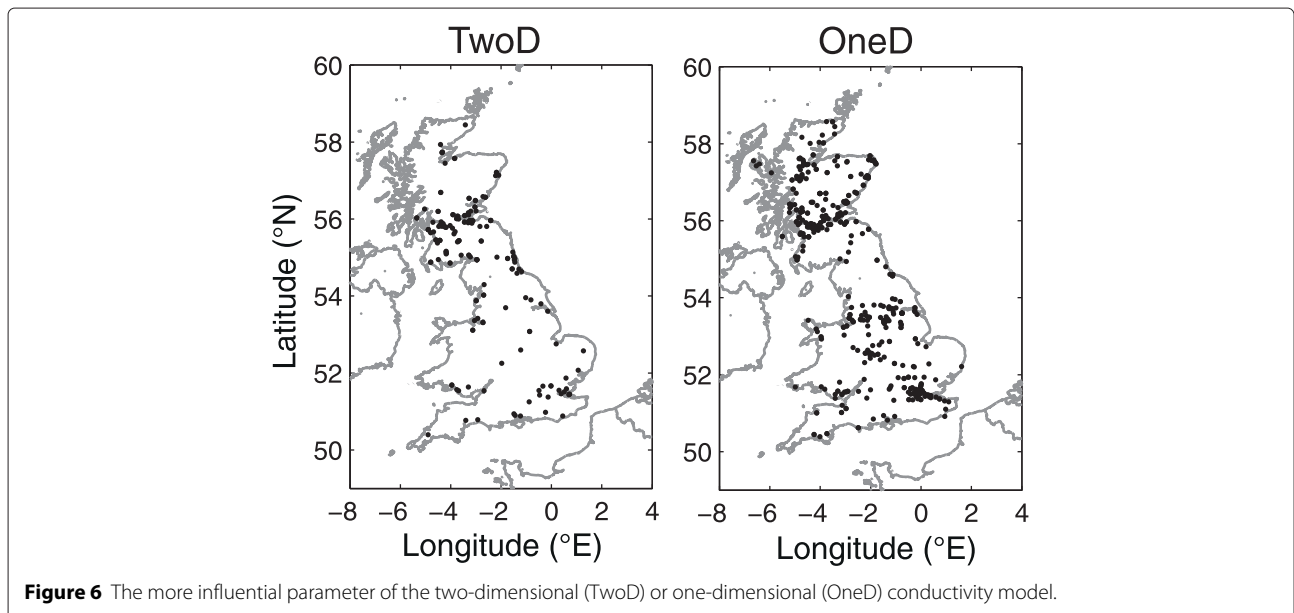 TwoD
OneD
60
58
56
54
52
50
Latitude (°N)
−8 −6 −4 −2 0 2 4
Longitude (°E)
60
58
56
54
52
50
−8 −6 −4 −2 0 2 4
Longitude (°E)
Figure 6 The more influential parameter of the two-dimensional (TwoD) or one-dimensional (OneD) conductivity model.